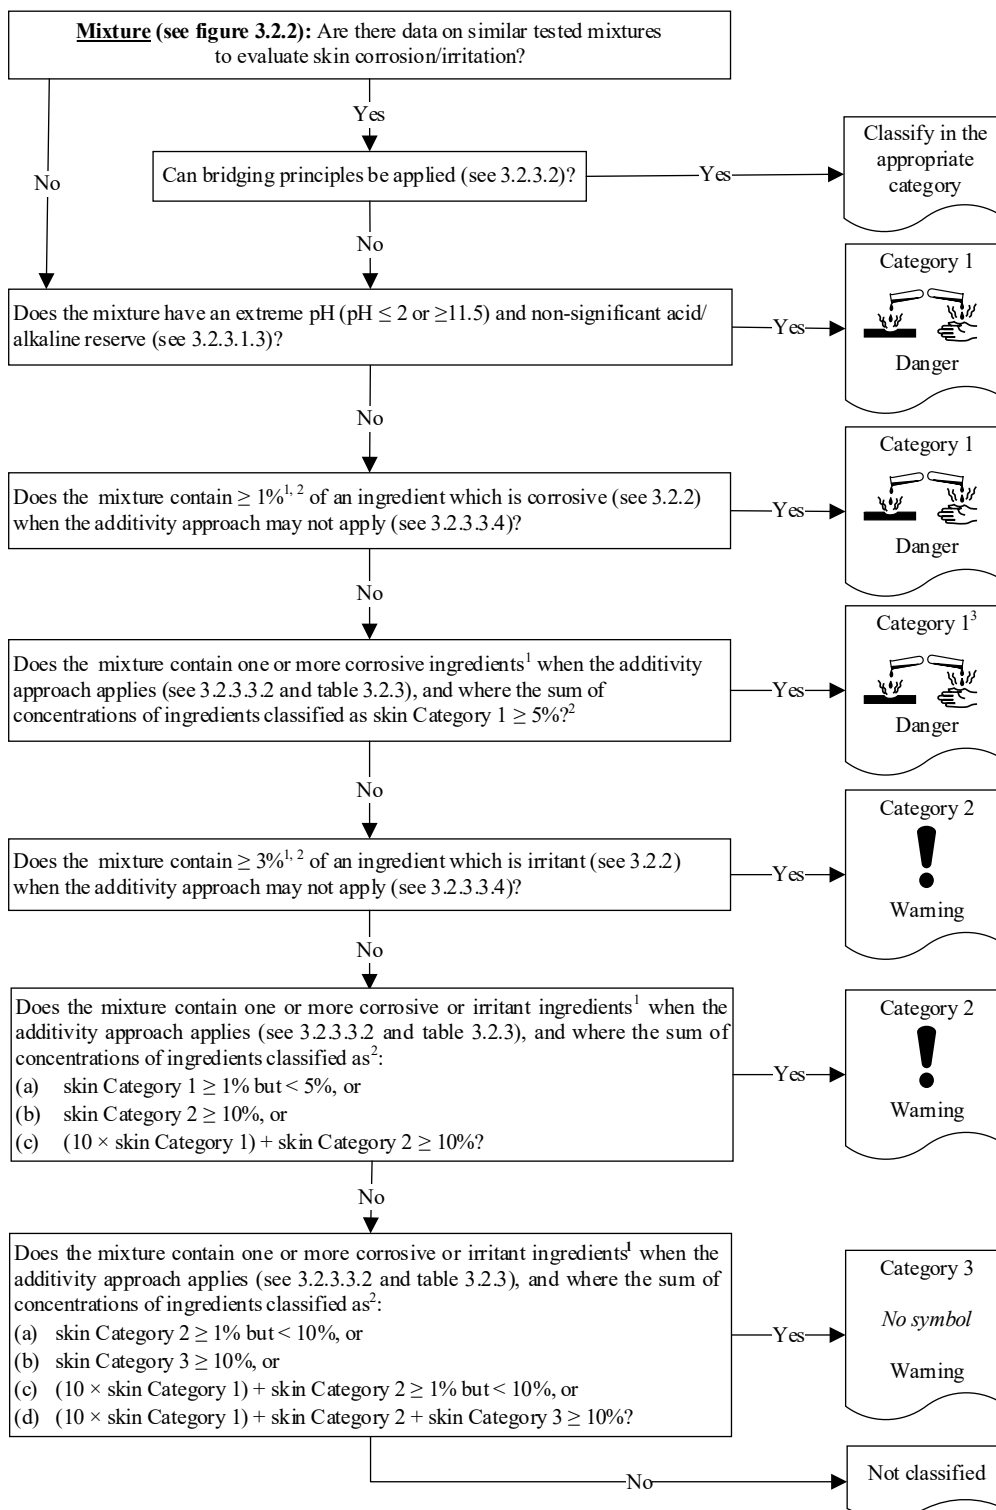 Mixture (see figure 3.2.2): Are there data on similar tested mixtures
to evaluate skin corrosion/irritation?
Yes
No
Can bridging principles be applied (see 3.2.3.2)?
Yes
Classify in the
appropriate
category
No
Does the mixture have an extreme pH (pH ≤ 2 or ≥11.5) and non-significant acid/
alkaline reserve (see 3.2.3.1.3)?
Yes
Category 1
Danger
No
Does the mixture contain ≥ 1%1, 2 of an ingredient which is corrosive (see 3.2.2)
when the additivity approach may not apply (see 3.2.3.3.4)?
Yes
Category 1
Danger
No
Does the mixture contain one or more corrosive ingredients1 when the additivity
approach applies (see 3.2.3.3.2 and table 3.2.3), and where the sum of
concentrations of ingredients classified as skin Category 1 ≥ 5%?2
Yes
Category 13
Danger
No
Does the mixture contain ≥ 3%1, 2 of an ingredient which is irritant (see 3.2.2)
when the additivity approach may not apply (see 3.2.3.3.4)?
Yes
Category 2
Warning
No
Does the mixture contain one or more corrosive or irritant ingredients1 when the
additivity approach applies (see 3.2.3.3.2 and table 3.2.3), and where the sum of
concentrations of ingredients classified as2:
(a) skin Category 1 ≥ 1% but < 5%, or
(b) skin Category 2 ≥ 10%, or
(c) (10 × skin Category 1) + skin Category 2 ≥ 10%?
Yes
Category 2
Warning
No
Does the mixture contain one or more corrosive or irritant ingredients1 when the
additivity approach applies (see 3.2.3.3.2 and table 3.2.3), and where the sum of
concentrations of ingredients classified as2:
(a) skin Category 2 ≥ 1% but < 10%, or
(b) skin Category 3 ≥ 10%, or
(c) (10 × skin Category 1) + skin Category 2 ≥ 1% but < 10%, or
(d) (10 × skin Category 1) + skin Category 2 + skin Category 3 ≥ 10%?
Yes
Category 3
No symbol
Warning
No
Not classified